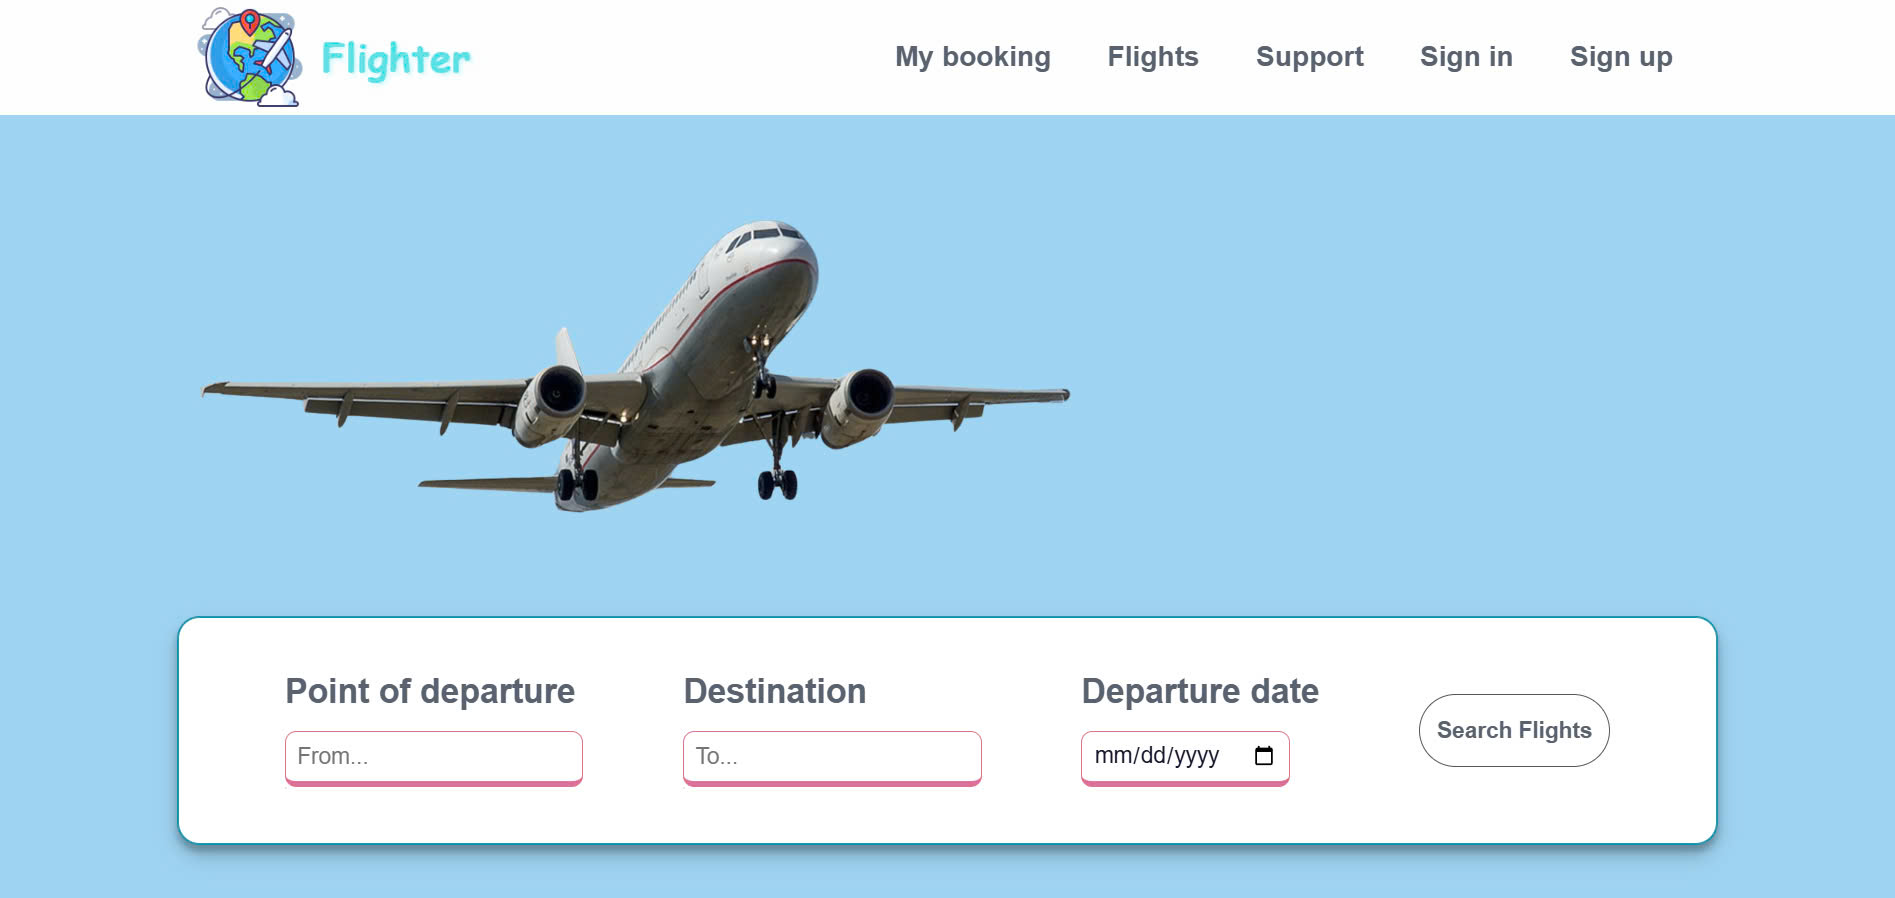 Flighter
My booking Flights Support Sign in Sign up
Point of departure Destination Departure date
From... To... mm/dd/yyyy
Search Flights